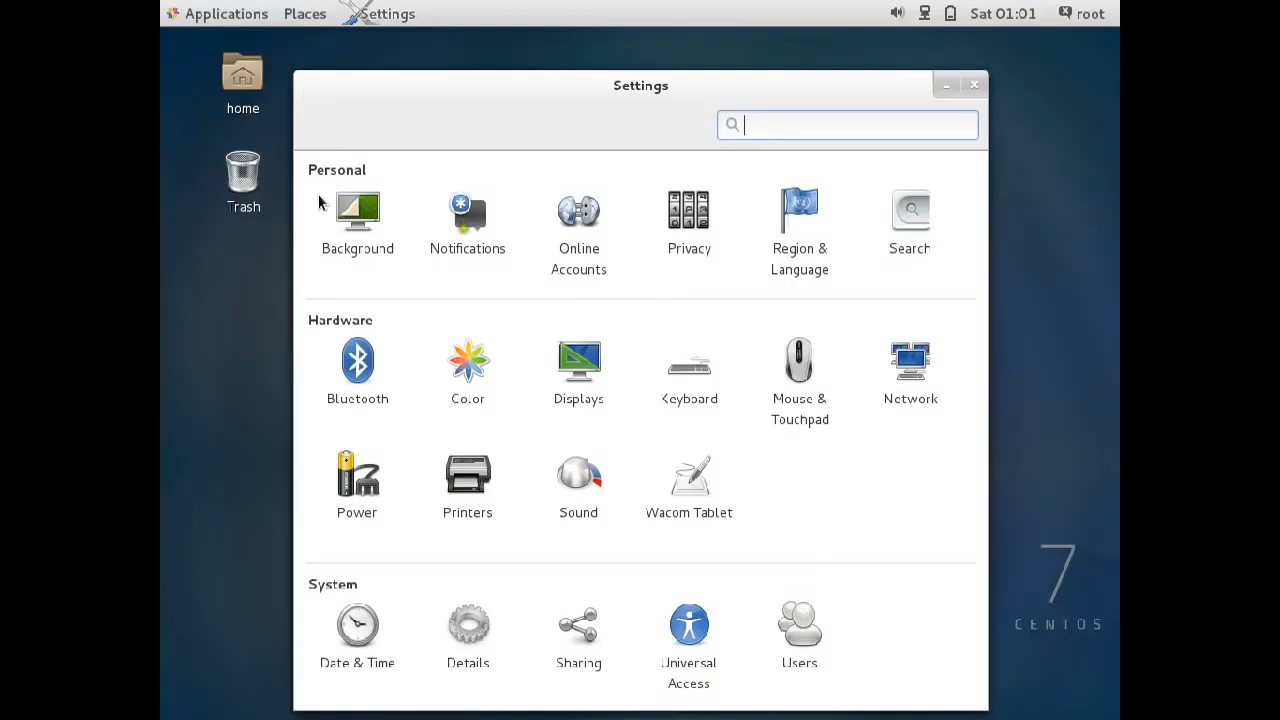 Applications Places Settings Sat 01:01 root
home
Trash
Settings
Personal
Background Notifications Online Accounts Privacy Region & Language Search
Hardware
Bluetooth Color Displays Keyboard Mouse & Touchpad Network
Power Printers Sound Wacom Tablet
System
Date & Time Details Sharing Universal Access Users
7
CENTOS